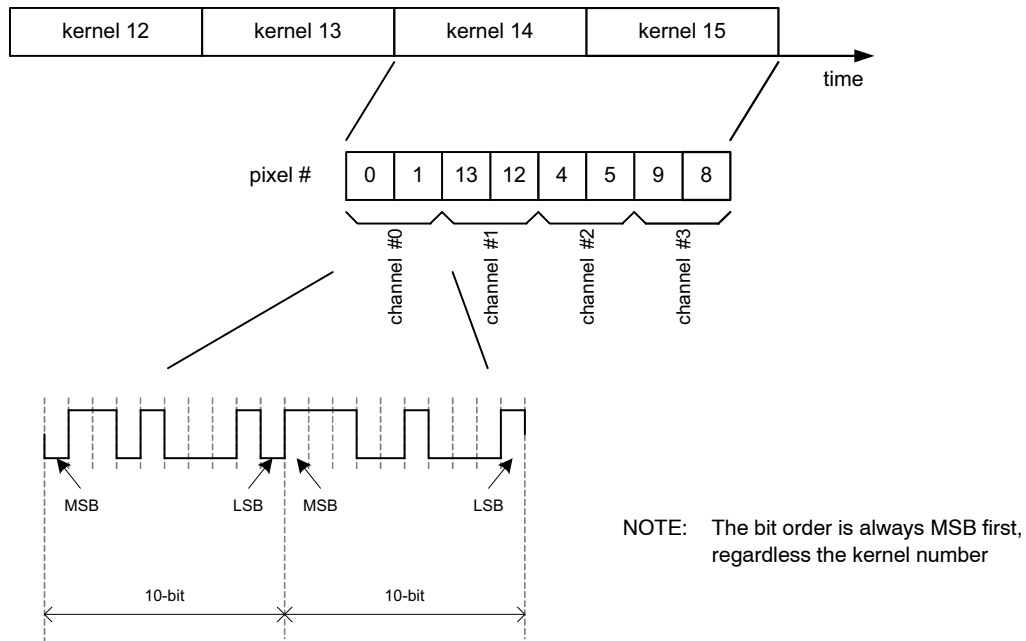 kernel 12 kernel 13 kernel 14 kernel 15
time
pixel # 0 1 13 12 4 5 9 8
channel #0 channel #1 channel #2 channel #3
MSB LSB MSB LSB
NOTE: The bit order is always MSB first,
regardless the kernel number
10-bit 10-bit